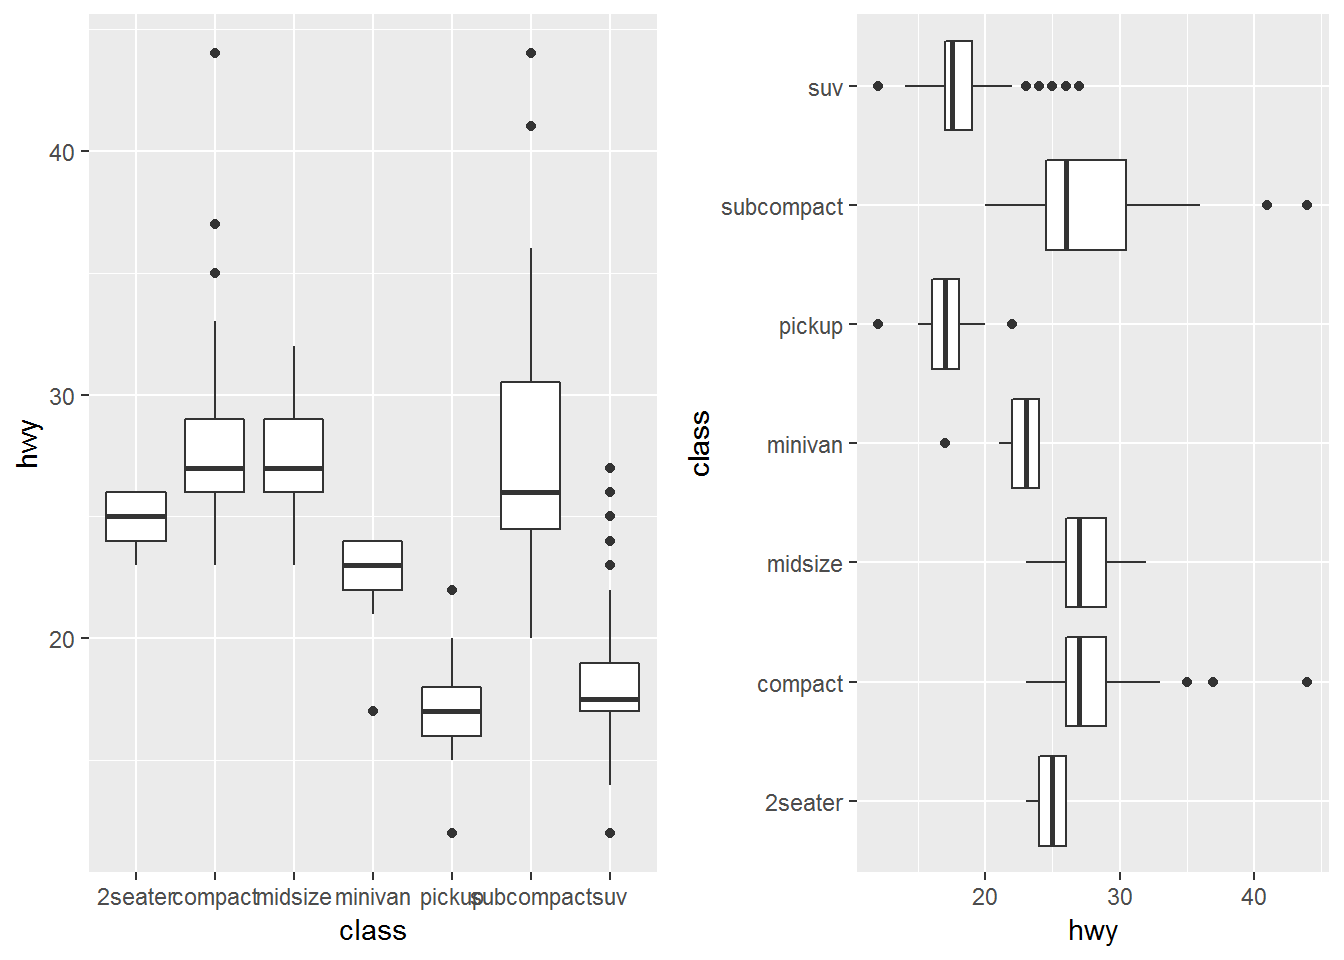 hwy
40
30
20
2seater compact midsize minivan pickup subcompact suv
class
class
suv
subcompact
pickup
minivan
midsize
compact
2seater
20 30 40
hwy